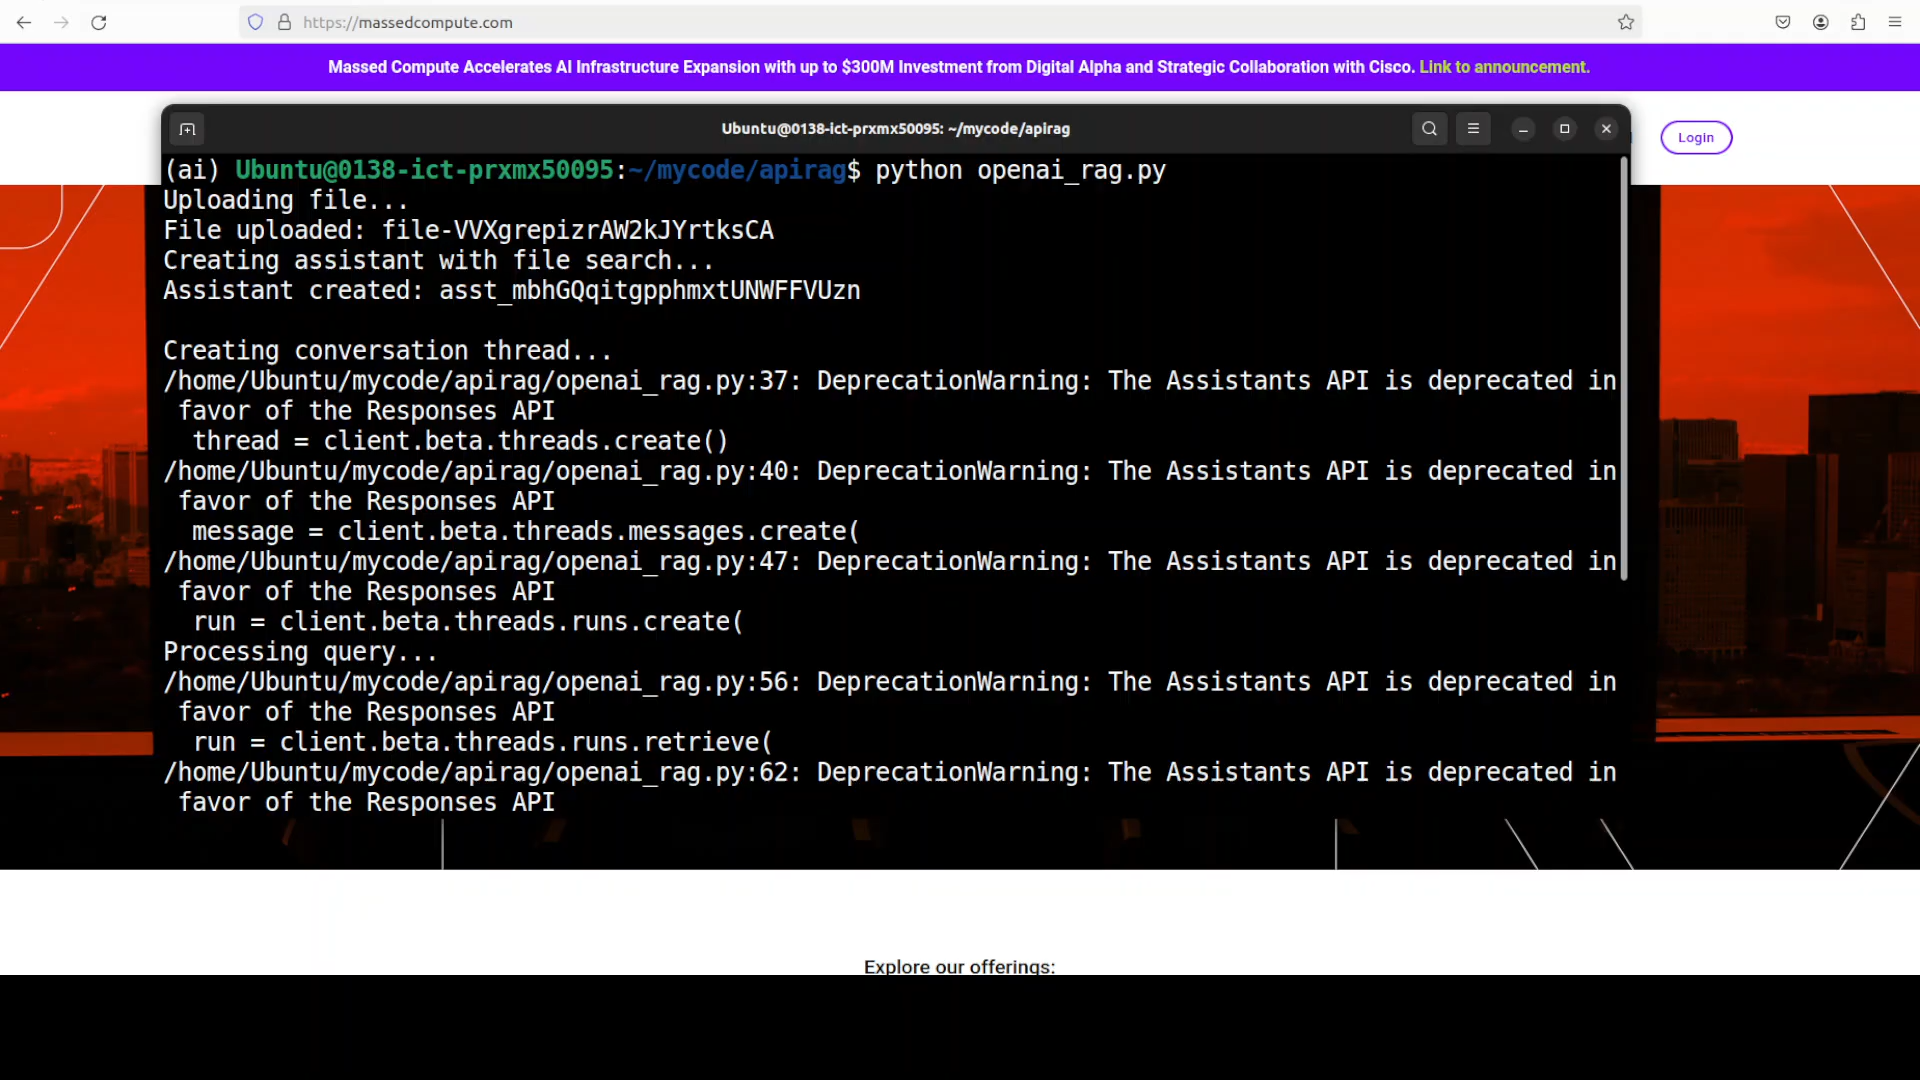 https://massedcompute.com
Massed Compute Accelerates AI Infrastructure Expansion with up to $300M Investment from Digital Alpha and Strategic Collaboration with Cisco. Link to announcement.
Ubuntu@0138-ict-prxmx50095: ~/mycode/apirag
Login
(ai) Ubuntu@0138-ict-prxmx50095:~/mycode/apirag$ python openai_rag.py
Uploading file...
File uploaded: file-VVXgrepizrAW2kJYrtksCA
Creating assistant with file search...
Assistant created: asst_mbhGQqitgpphmxtUNWFFVUzn
Creating conversation thread...
/home/Ubuntu/mycode/apirag/openai_rag.py:37: DeprecationWarning: The Assistants API is deprecated in
favor of the Responses API
thread = client.beta.threads.create()
/home/Ubuntu/mycode/apirag/openai_rag.py:40: DeprecationWarning: The Assistants API is deprecated in
favor of the Responses API
message = client.beta.threads.messages.create(
/home/Ubuntu/mycode/apirag/openai_rag.py:47: DeprecationWarning: The Assistants API is deprecated in
favor of the Responses API
run = client.beta.threads.runs.create(
Processing query...
/home/Ubuntu/mycode/apirag/openai_rag.py:56: DeprecationWarning: The Assistants API is deprecated in
favor of the Responses API
run = client.beta.threads.runs.retrieve(
/home/Ubuntu/mycode/apirag/openai_rag.py:62: DeprecationWarning: The Assistants API is deprecated in
favor of the Responses API
Explore our offerings: